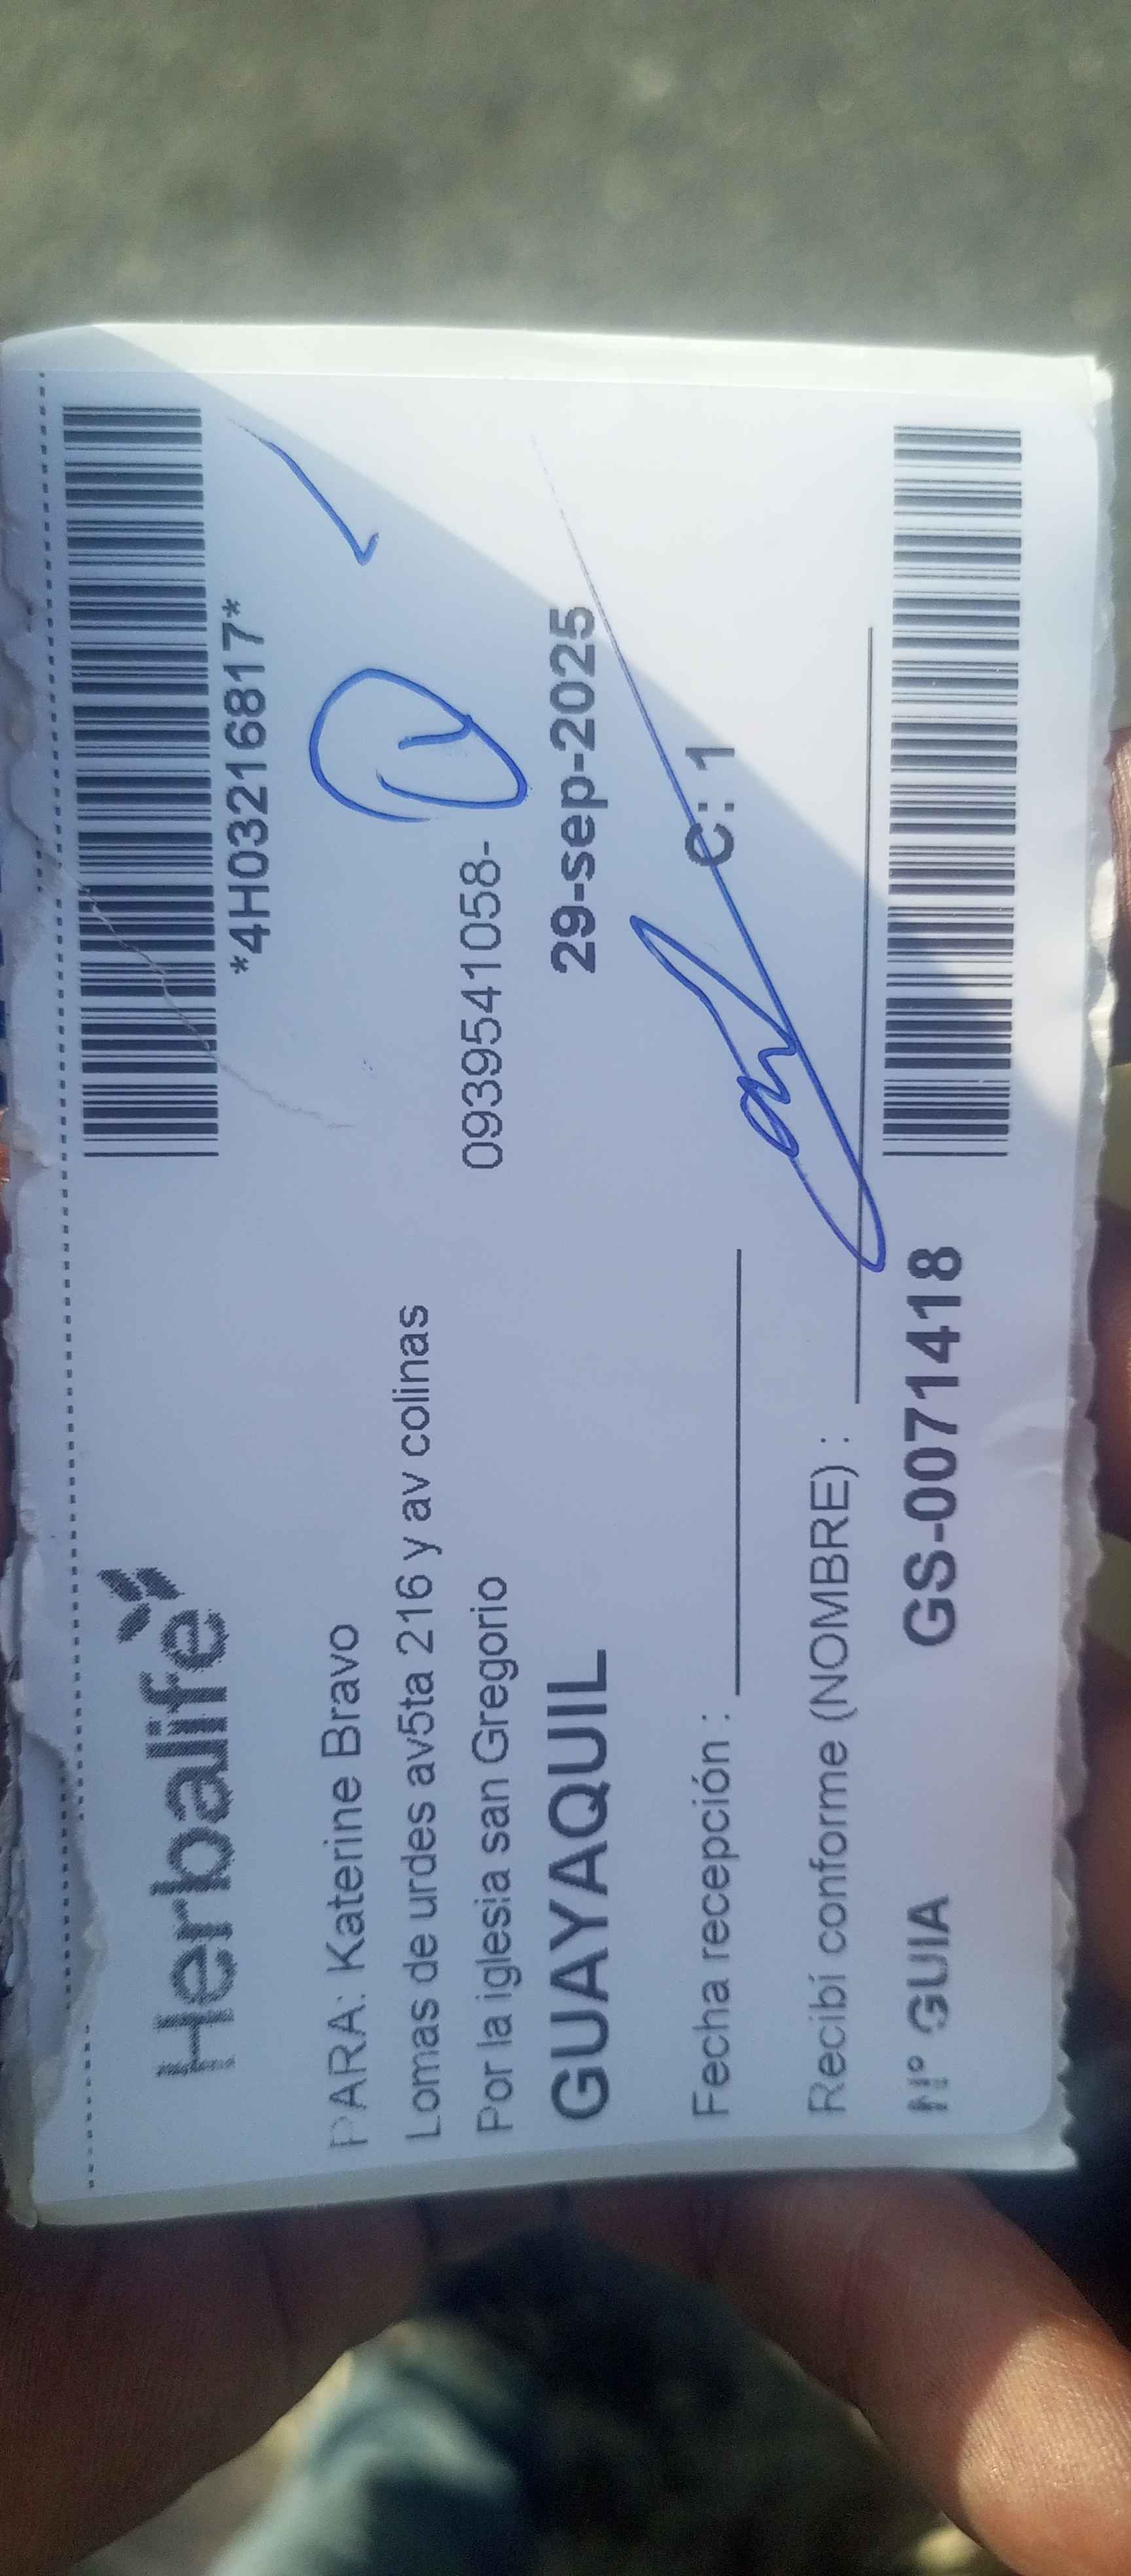 *4H03216817*
Herbalife
PARA: Katerine Bravo
Lomas de urdes av5ta 216 y av colinas
Por la iglesia san Gregorio 0939541058-
GUAYAQUIL 29-sep-2025
Fecha recepción : C: 1
Recibí conforme (NOMBRE) :
Nº GUIA GS-0071418